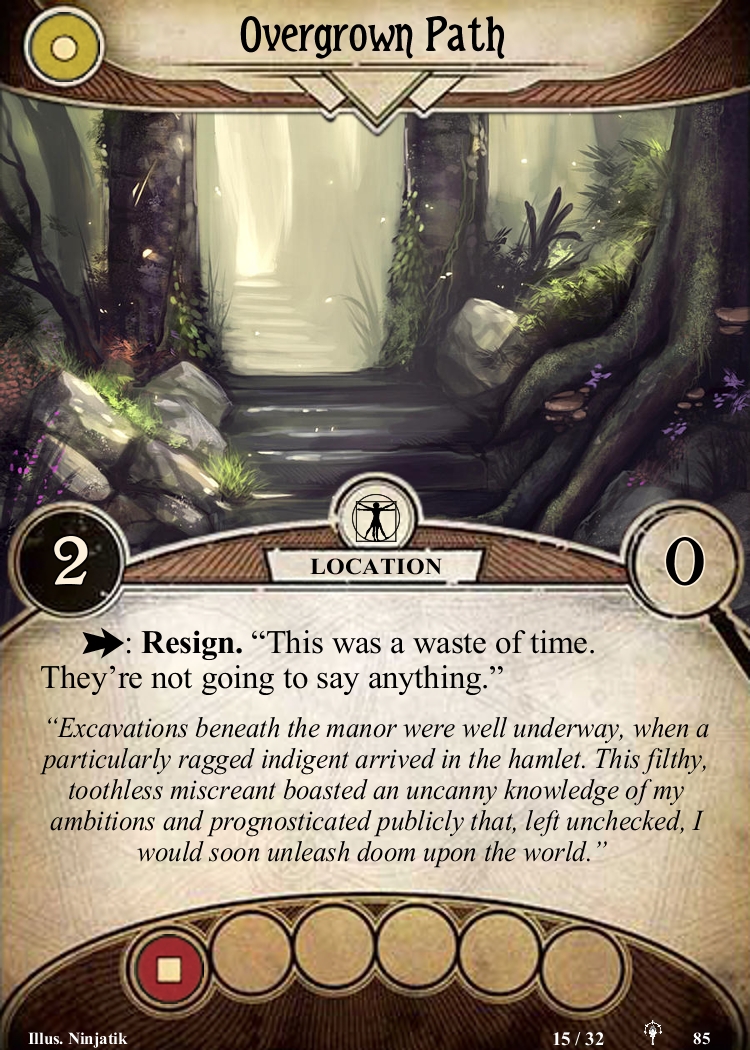 Overgrown Path
2
LOCATION
0
: Resign. “This was a waste of time.
They’re not going to say anything.”
“Excavations beneath the manor were well underway, when a
particularly ragged indigent arrived in the hamlet. This filthy,
toothless miscreant boasted an uncanny knowledge of my
ambitions and prognosticated publicly that, left unchecked, I
would soon unleash doom upon the world.”
Illus. Ninjatik
15 / 32
85